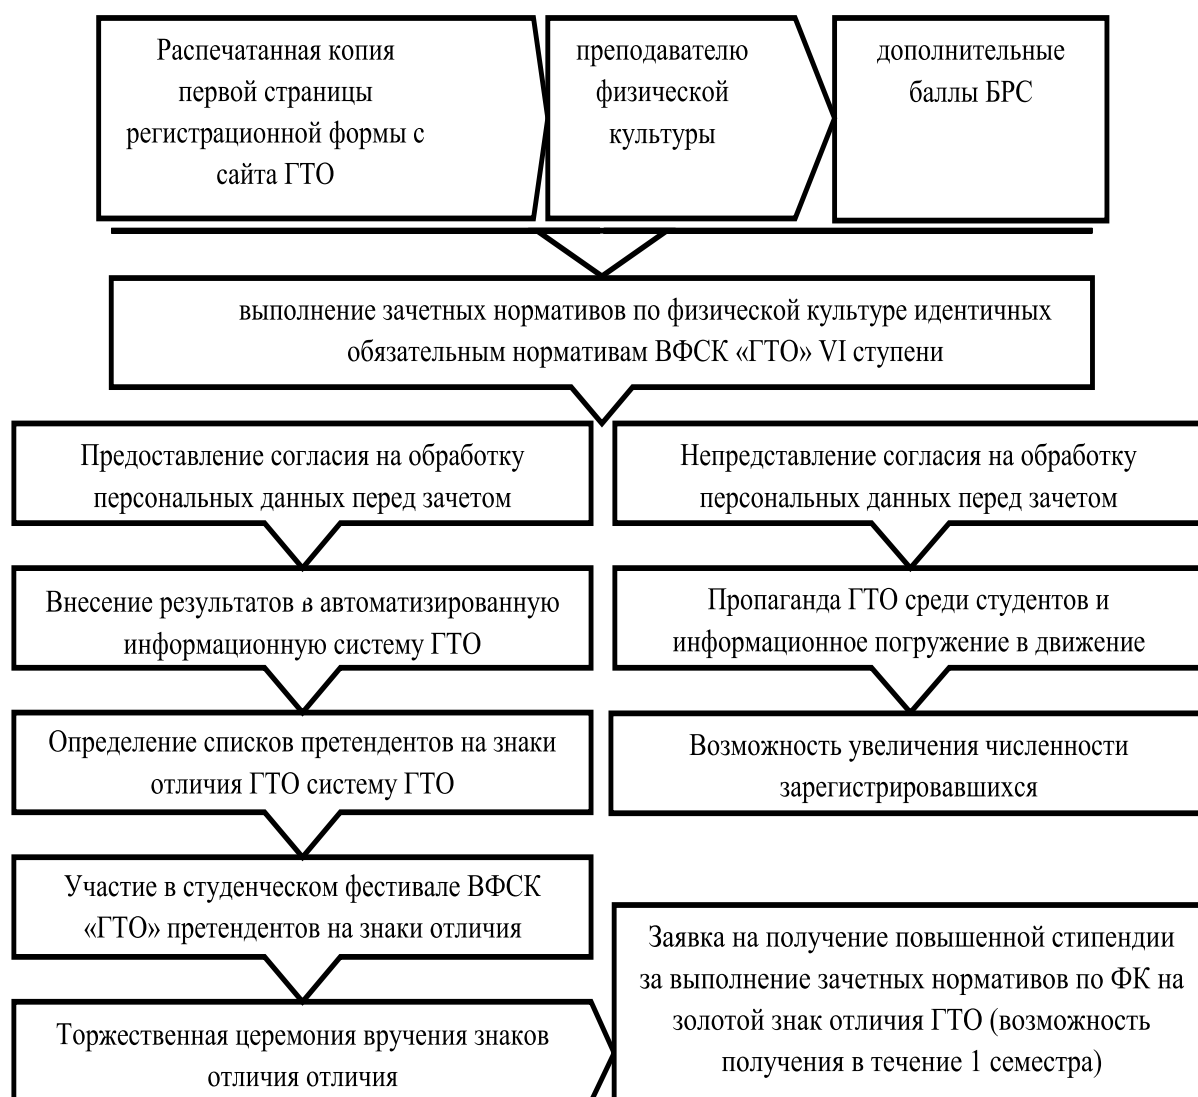 Распечатанная копия
первой страницы
регистрационной формы с
сайта ГТО
преподавателю
физической
культуры
дополнительные
баллы БРС
выполнение зачетных нормативов по физической культуре идентичных
обязательным нормативам ВФСК «ГТО» VI ступени
Предоставление согласия на обработку
персональных данных перед зачетом
Непредставление согласия на обработку
персональных данных перед зачетом
Внесение результатов в автоматизированную
информационную систему ГТО
Пропаганда ГТО среди студентов и
информационное погружение в движение
Определение списков претендентов на знаки
отличия ГТО систему ГТО
Возможность увеличения численности
зарегистрировавшихся
Участие в студенческом фестивале ВФСК
«ГТО» претендентов на знаки отличия
Торжественная церемония вручения знаков
отличия отличия
Заявка на получение повышенной стипендии
за выполнение зачетных нормативов по ФК на
золотой знак отличия ГТО (возможность
получения в течение 1 семестра)